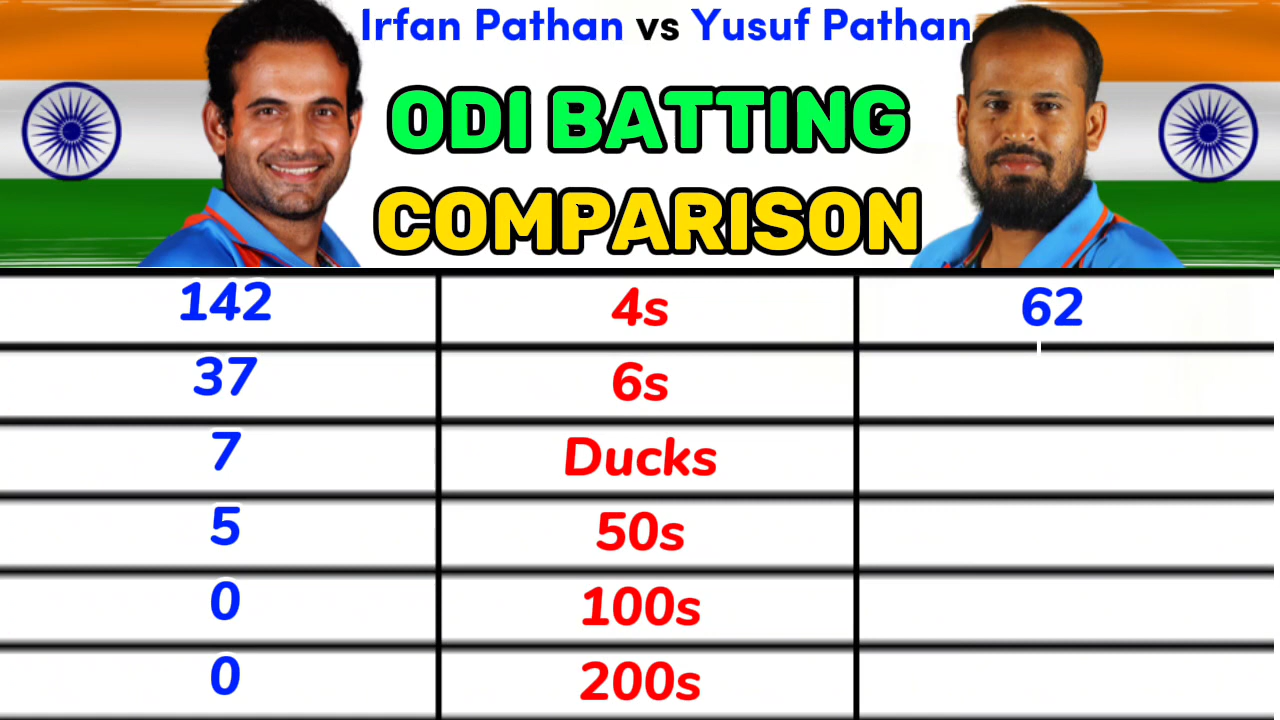 Irfan Pathan vs Yusuf Pathan
ODI BATTING
COMPARISON
142 4s 62
37 6s
7 Ducks
5 50s
0 100s
0 200s